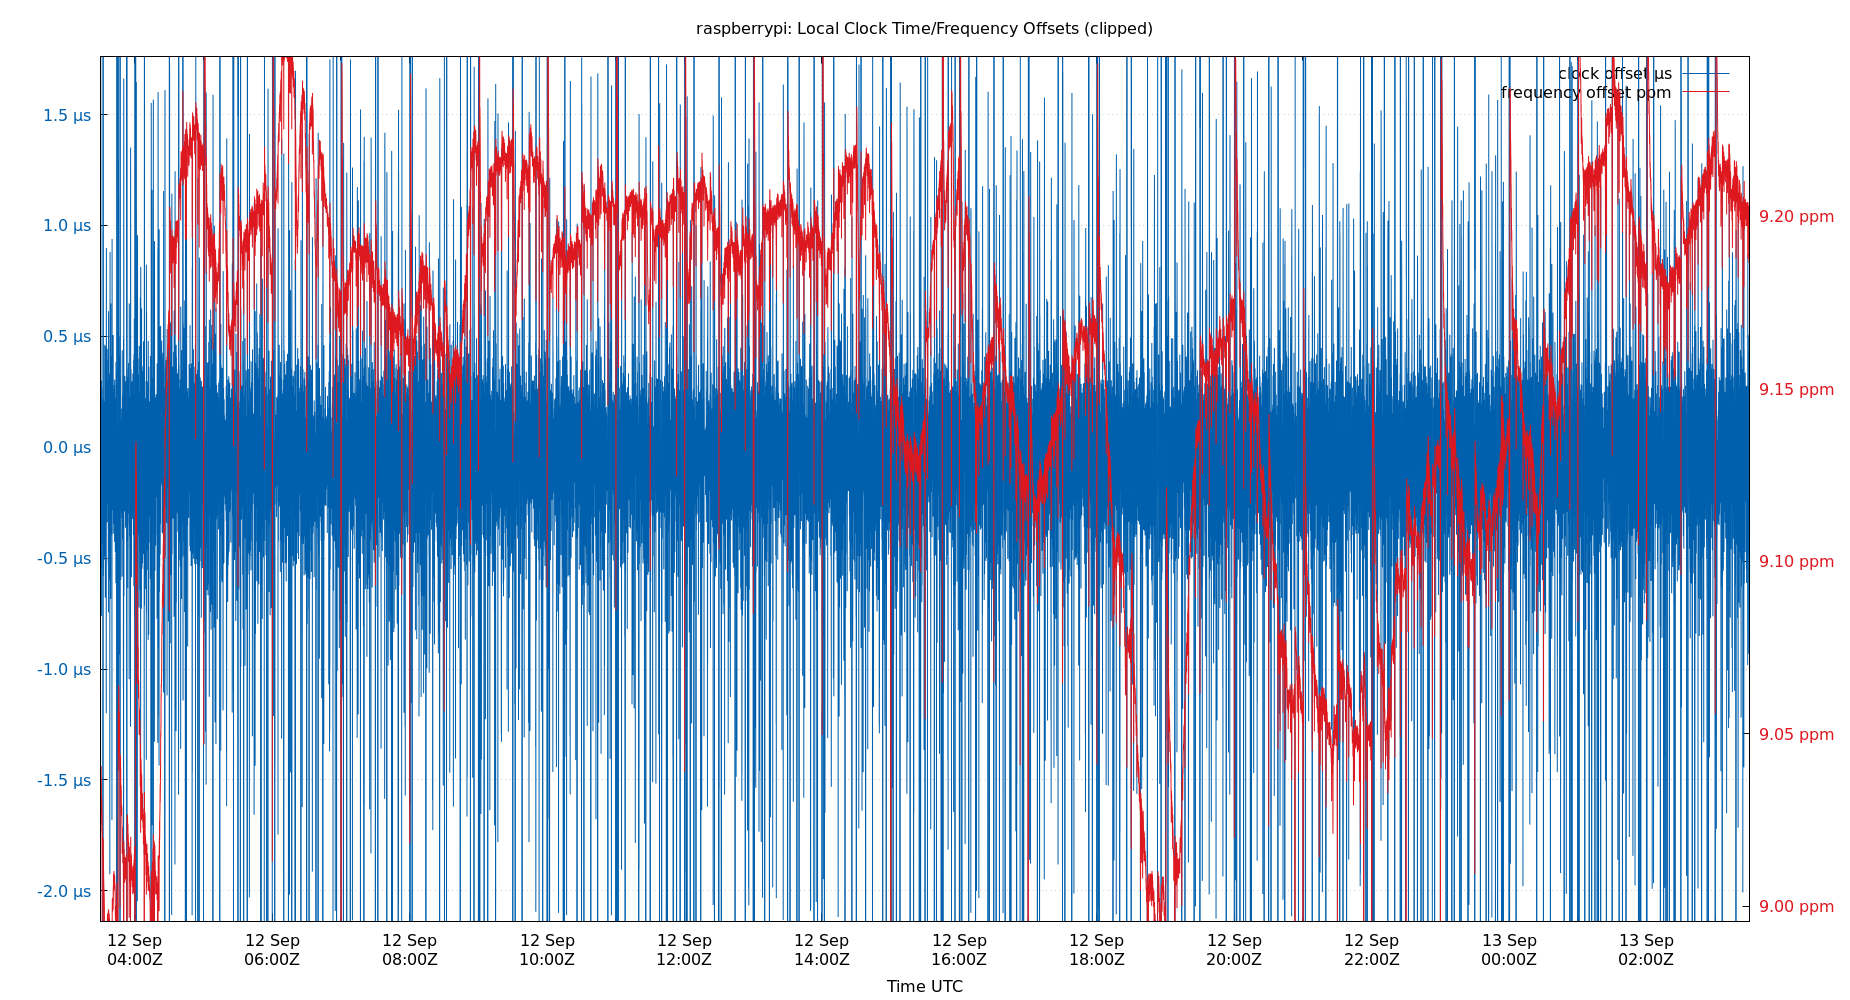 raspberrypi: Local Clock Time/Frequency Offsets (clipped)
clock offset µs
frequency offset ppm
1.5 µs
1.0 µs
0.5 µs
0.0 µs
-0.5 µs
-1.0 µs
-1.5 µs
-2.0 µs
9.20 ppm
9.15 ppm
9.10 ppm
9.05 ppm
9.00 ppm
12 Sep 12 Sep 12 Sep 12 Sep 12 Sep 12 Sep 12 Sep 12 Sep 12 Sep 12 Sep 13 Sep 13 Sep
04:00Z 06:00Z 08:00Z 10:00Z 12:00Z 14:00Z 16:00Z 18:00Z 20:00Z 22:00Z 00:00Z 02:00Z
Time UTC